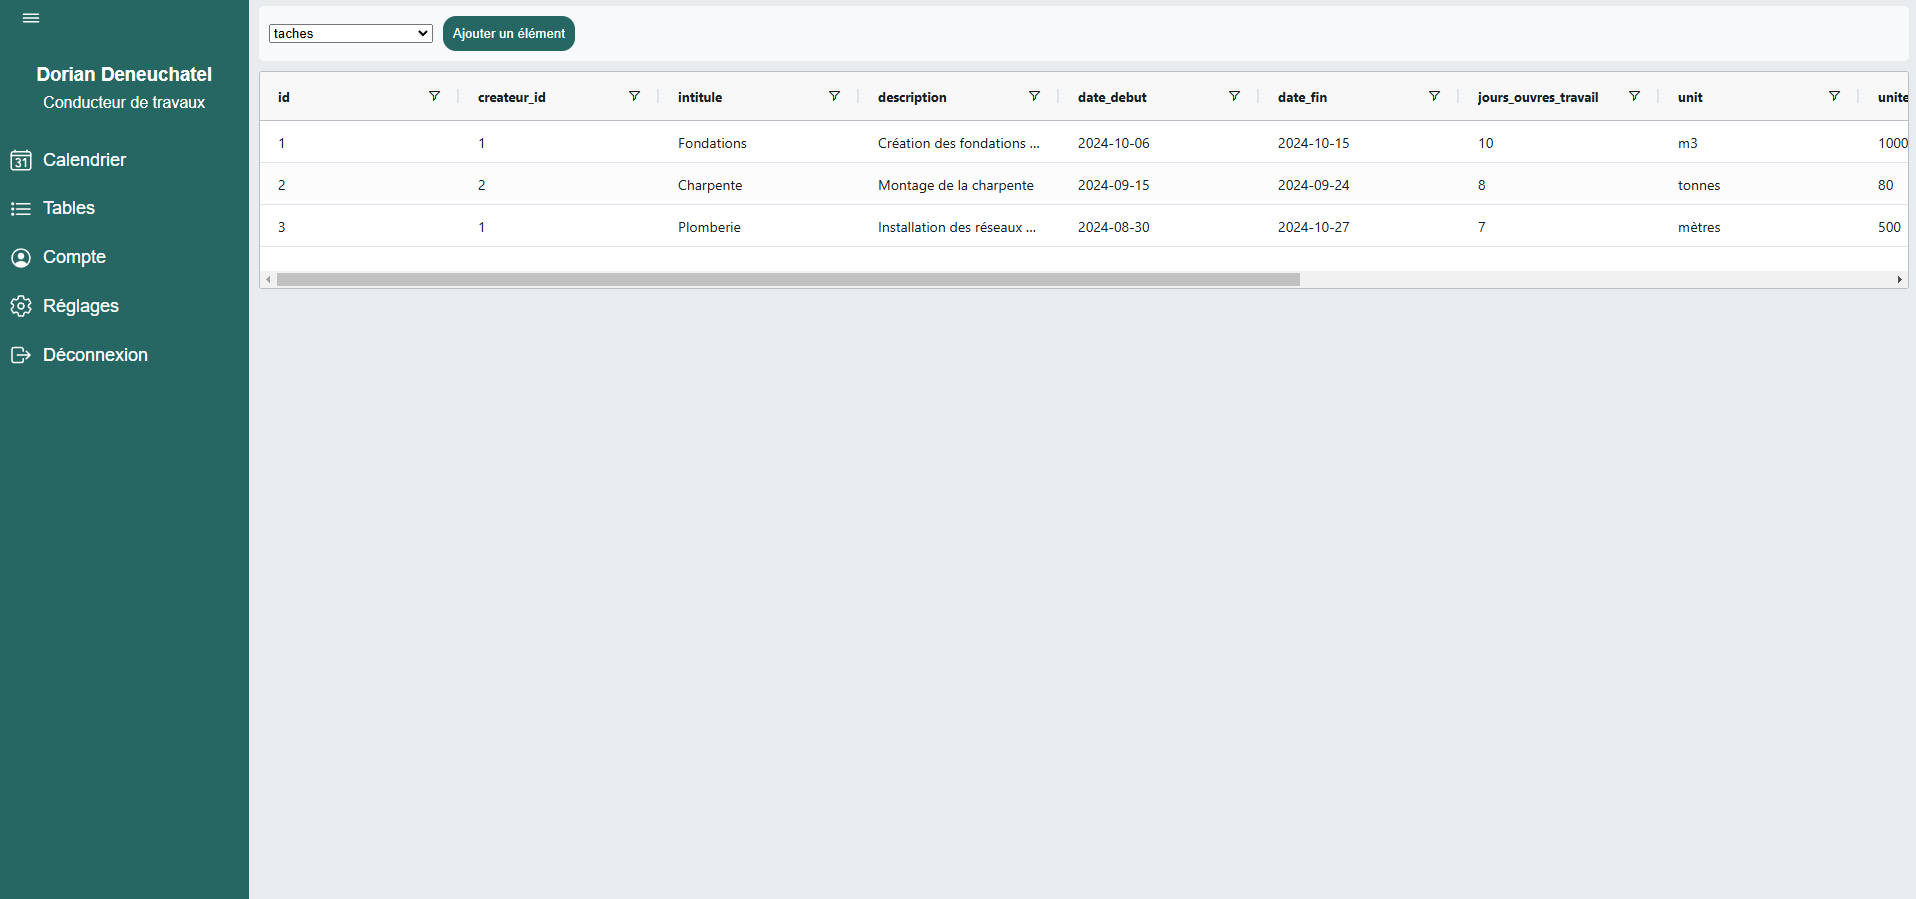 Dorian Deneuchatel
Conducteur de travaux
31 Calendrier
Tables
Compte
Réglages
Déconnexion
taches Ajouter un élément
id createur_id intitule description date_debut date_fin jours_ouvres_travail unit unite
1 1 Fondations Création des fondations ... 2024-10-06 2024-10-15 10 m3 1000
2 2 Charpente Montage de la charpente 2024-09-15 2024-09-24 8 tonnes 80
3 1 Plomberie Installation des réseaux ... 2024-08-30 2024-10-27 7 mètres 500